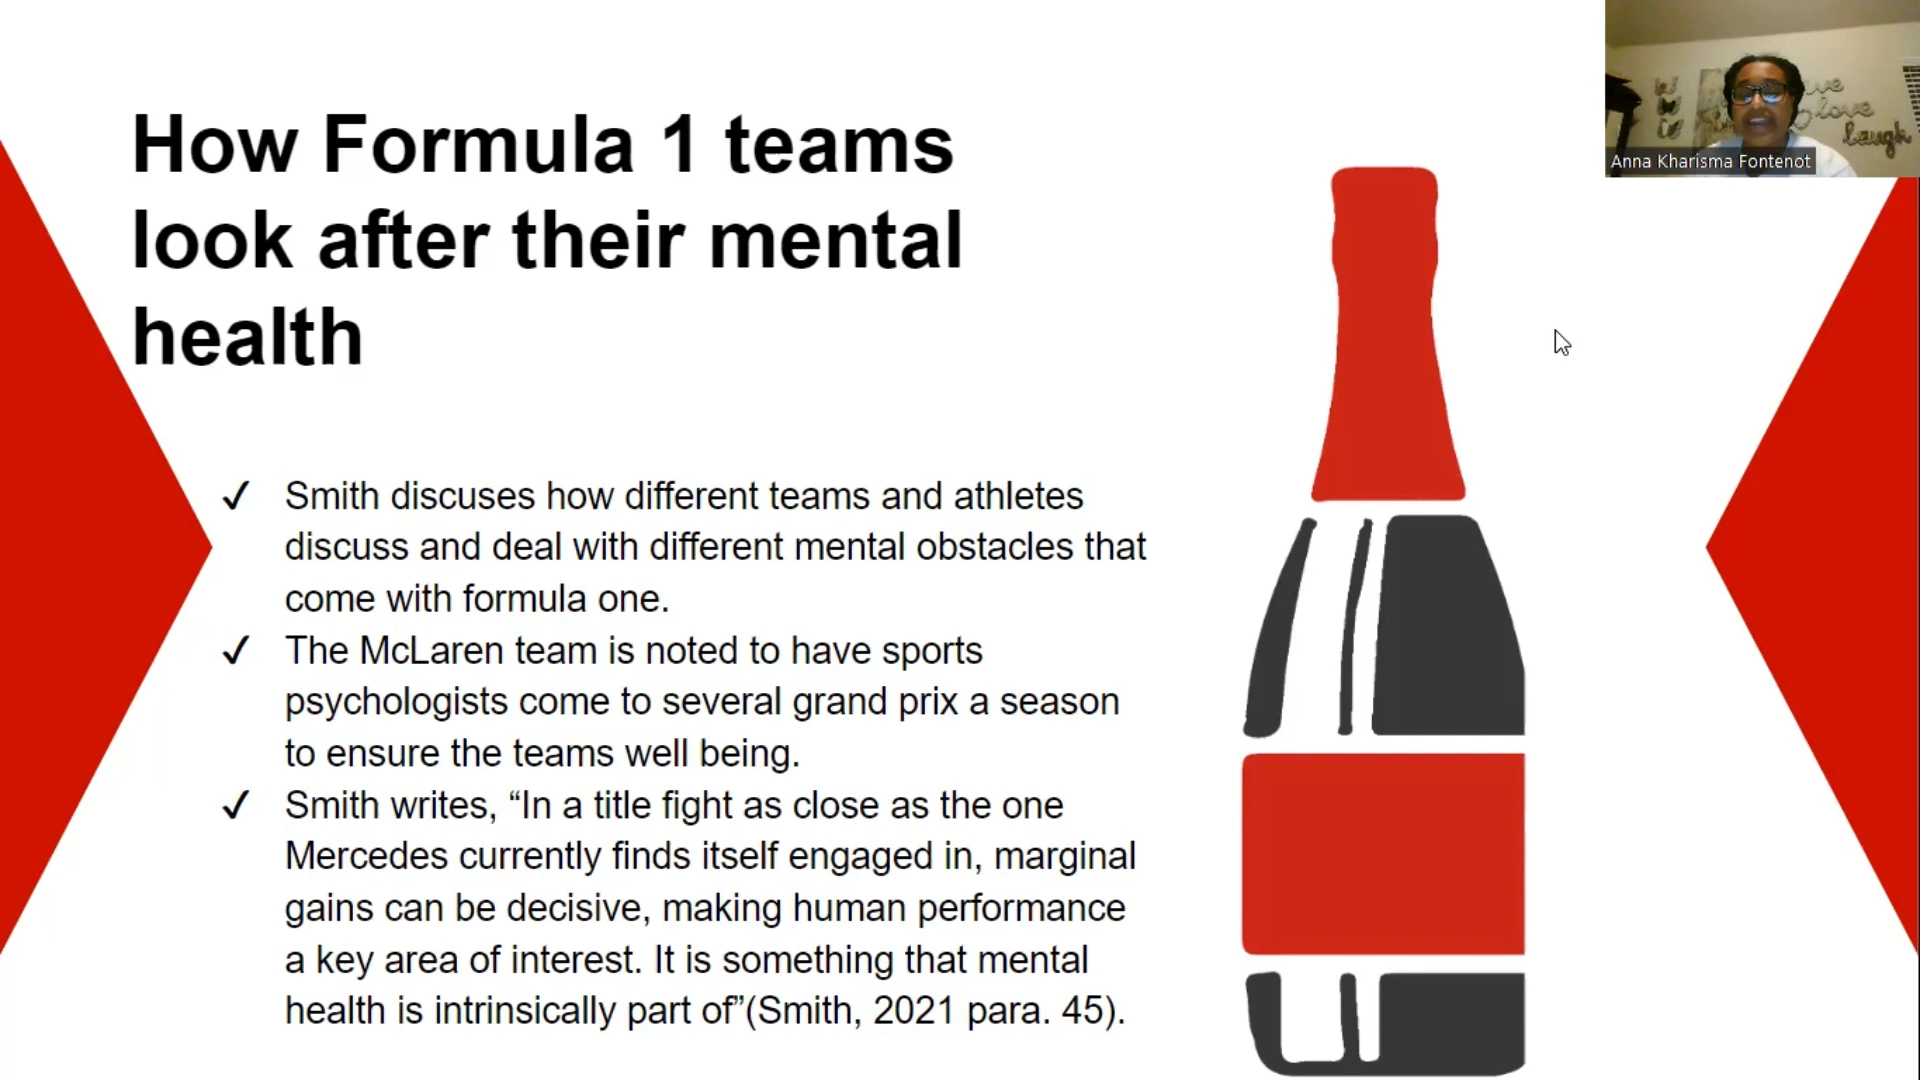 How Formula 1 teams
look after their mental
health
✓ Smith discuses how different teams and athletes
discuss and deal with different mental obstacles that
come with formula one.
✓ The McLaren team is noted to have sports
psychologists come to several grand prix a season
to ensure the teams well being.
✓ Smith writes, “In a title fight as close as the one
Mercedes currently finds itself engaged in, marginal
gains can be decisive, making human performance
a key area of interest. It is something that mental
health is intrinsically part of”(Smith, 2021 para. 45).
love
laugh
Anna Kharisma Fontenot